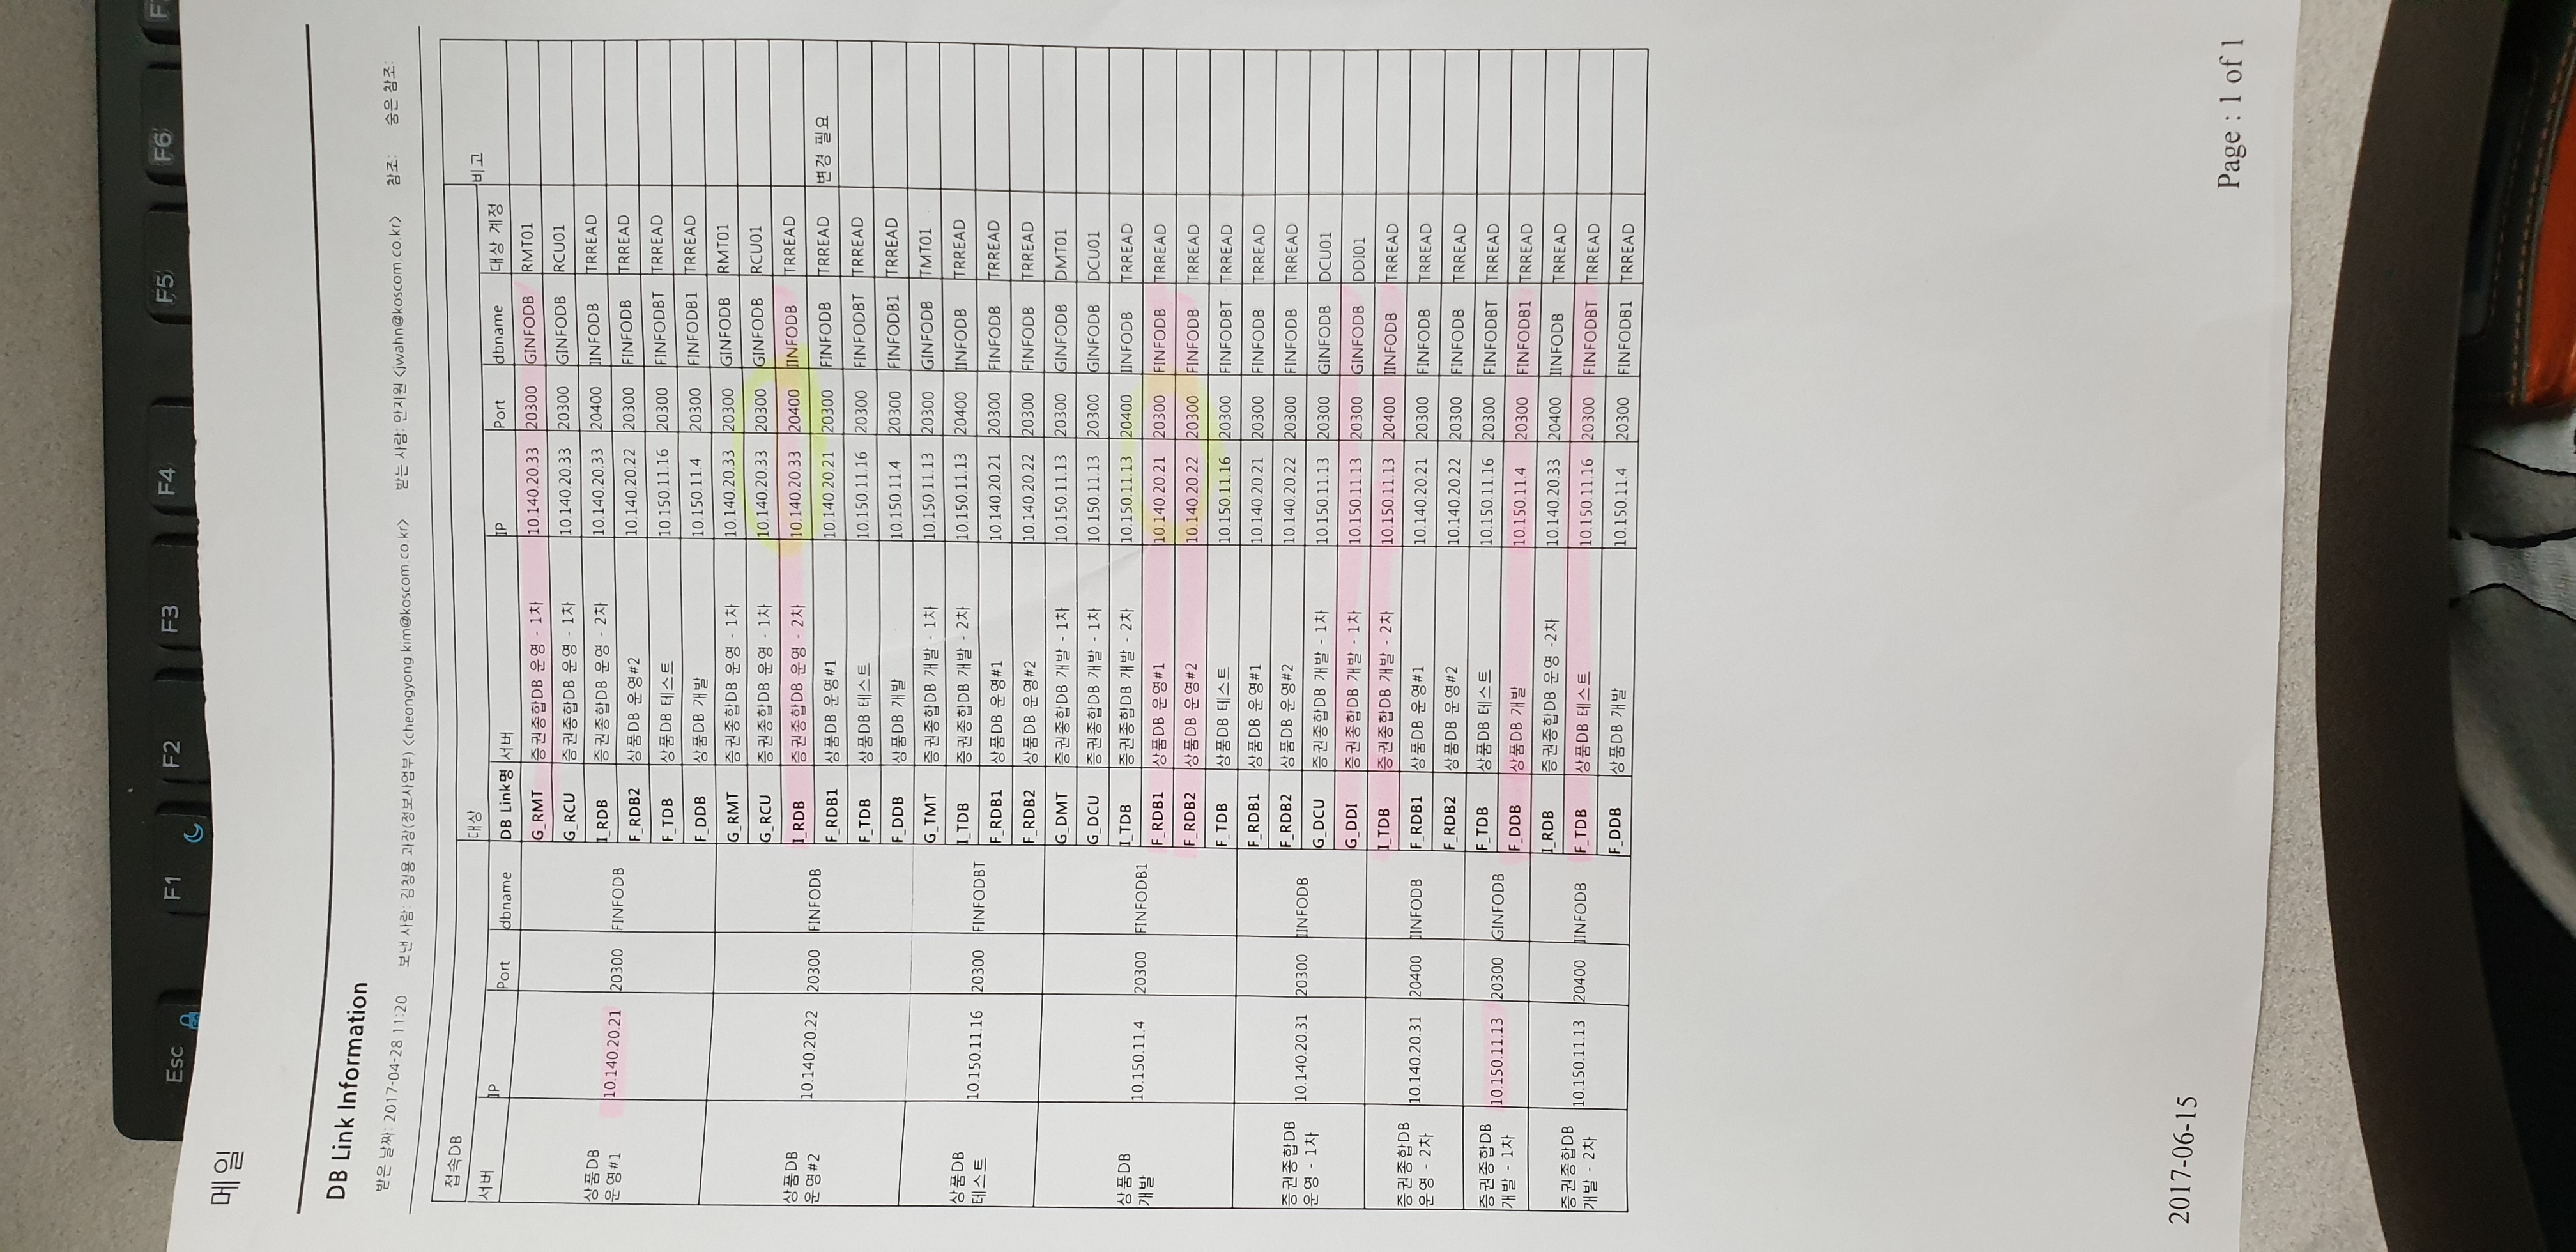 Esc F1 F2 F3 F4 F5 F6 F
메일
DB Link Information
받은 날짜: 2017-04-28 11:20 보낸 사람: 김청용 과장(정보사업부) <cheongyong.kim@koscom.co.kr> 받는 사람: 안지원 <jwahn@koscom.co.kr> 참조: 숨은 참조:
접속DB 대상 비고
서버 IP Port dbname DB Link명 서버 IP Port dbname 대상 계정
상품DB 운영#1 10.140.20.21 20300 FINFODB
G_RMT 증권종합DB 운영 - 1차 10.140.20.33 20300 GINFODB RMT01
G_RCU 증권종합DB 운영 - 1차 10.140.20.33 20300 GINFODB RCU01
I_RDB 증권종합DB 운영 - 2차 10.140.20.33 20400 IINFODB TRREAD
F_RDB2 상품DB 운영#2 10.140.20.22 20300 FINFODB TRREAD
F_TDB 상품DB 테스트 10.150.11.16 20300 FINFODBT TRREAD
F_DDB 상품DB 개발 10.150.11.4 20300 FINFODB1 TRREAD
상품DB 운영#2 10.140.20.22 20300 FINFODB
G_RMT 증권종합DB 운영 - 1차 10.140.20.33 20300 GINFODB RMT01
G_RCU 증권종합DB 운영 - 1차 10.140.20.33 20300 GINFODB RCU01
I_RDB 증권종합DB 운영 - 2차 10.140.20.33 20400 IINFODB TRREAD
F_RDB1 상품DB 운영#1 10.140.20.21 20300 FINFODB TRREAD 변경 필요
F_TDB 상품DB 테스트 10.150.11.16 20300 FINFODBT TRREAD
F_DDB 상품DB 개발 10.150.11.4 20300 FINFODB1 TRREAD
상품DB 테스트 10.150.11.16 20300 FINFODBT
G_TMT 증권종합DB 개발 - 1차 10.150.11.13 20300 GINFODB TMT01
I_TDB 증권종합DB 개발 - 2차 10.150.11.13 20400 IINFODB TRREAD
F_RDB1 상품DB 운영#1 10.140.20.21 20300 FINFODB TRREAD
F_RDB2 상품DB 운영#2 10.140.20.22 20300 FINFODB TRREAD
상품DB 개발 10.150.11.4 20300 FINFODB1
G_DMT 증권종합DB 개발 - 1차 10.150.11.13 20300 GINFODB DMT01
G_DCU 증권종합DB 개발 - 1차 10.150.11.13 20300 GINFODB DCU01
I_TDB 증권종합DB 개발 - 2차 10.150.11.13 20400 IINFODB TRREAD
F_RDB1 상품DB 운영#1 10.140.20.21 20300 FINFODB TRREAD
F_RDB2 상품DB 운영#2 10.140.20.22 20300 FINFODB TRREAD
F_TDB 상품DB 테스트 10.150.11.16 20300 FINFODBT TRREAD
증권종합DB 운영 - 1차 10.140.20.31 20300 IINFODB
F_RDB1 상품DB 운영#1 10.140.20.21 20300 FINFODB TRREAD
F_RDB2 상품DB 운영#2 10.140.20.22 20300 FINFODB TRREAD
G_DCU 증권종합DB 개발 - 1차 10.150.11.13 20300 GINFODB DCU01
G_DDI 증권종합DB 개발 - 1차 10.150.11.13 20300 GINFODB DDI01
증권종합DB 운영 - 2차 10.140.20.31 20400 IINFODB
I_TDB 증권종합DB 개발 - 2차 10.150.11.13 20400 IINFODB TRREAD
F_RDB1 상품DB 운영#1 10.140.20.21 20300 FINFODB TRREAD
F_RDB2 상품DB 운영#2 10.140.20.22 20300 FINFODB TRREAD
증권종합DB 개발 - 1차 10.150.11.13 20300 GINFODB
F_TDB 상품DB 테스트 10.150.11.16 20300 FINFODBT TRREAD
F_DDB 상품DB 개발 10.150.11.4 20300 FINFODB1 TRREAD
증권종합DB 개발 - 2차 10.150.11.13 20400 IINFODB
I_RDB 증권종합DB 운영 -2차 10.140.20.33 20400 IINFODB TRREAD
F_TDB 상품DB 테스트 10.150.11.16 20300 FINFODBT TRREAD
F_DDB 상품DB 개발 10.150.11.4 20300 FINFODB1 TRREAD
2017-06-15
Page : 1 of 1